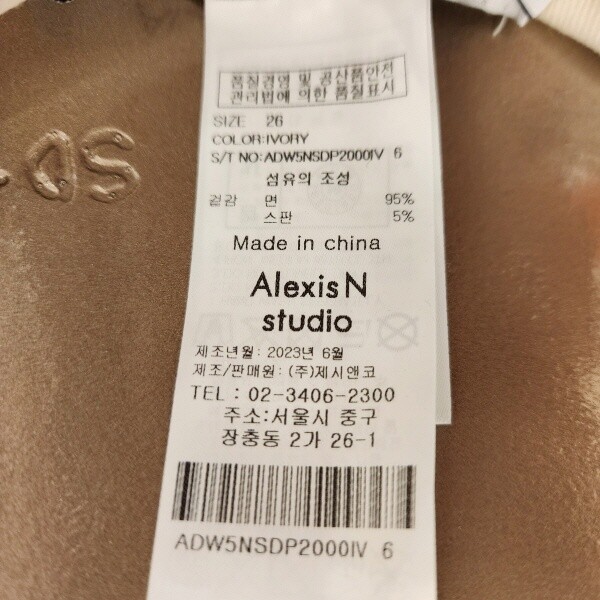 품질경영 및 공산품안전
관리법에 의한 품질표시
SIZE 26
COLOR:IVORY
S/T NO:ADW5NSDP2000IV 6
섬유의 조성
겉감 면 95%
스판 5%
Made in china
AlexisN
studio
제조년월: 2023년 6월
제조/판매원: (주)제시앤코
TEL : 02-3406-2300
주소:서울시 중구
장충동 2가 26-1
ADW5NSDP2000IV 6